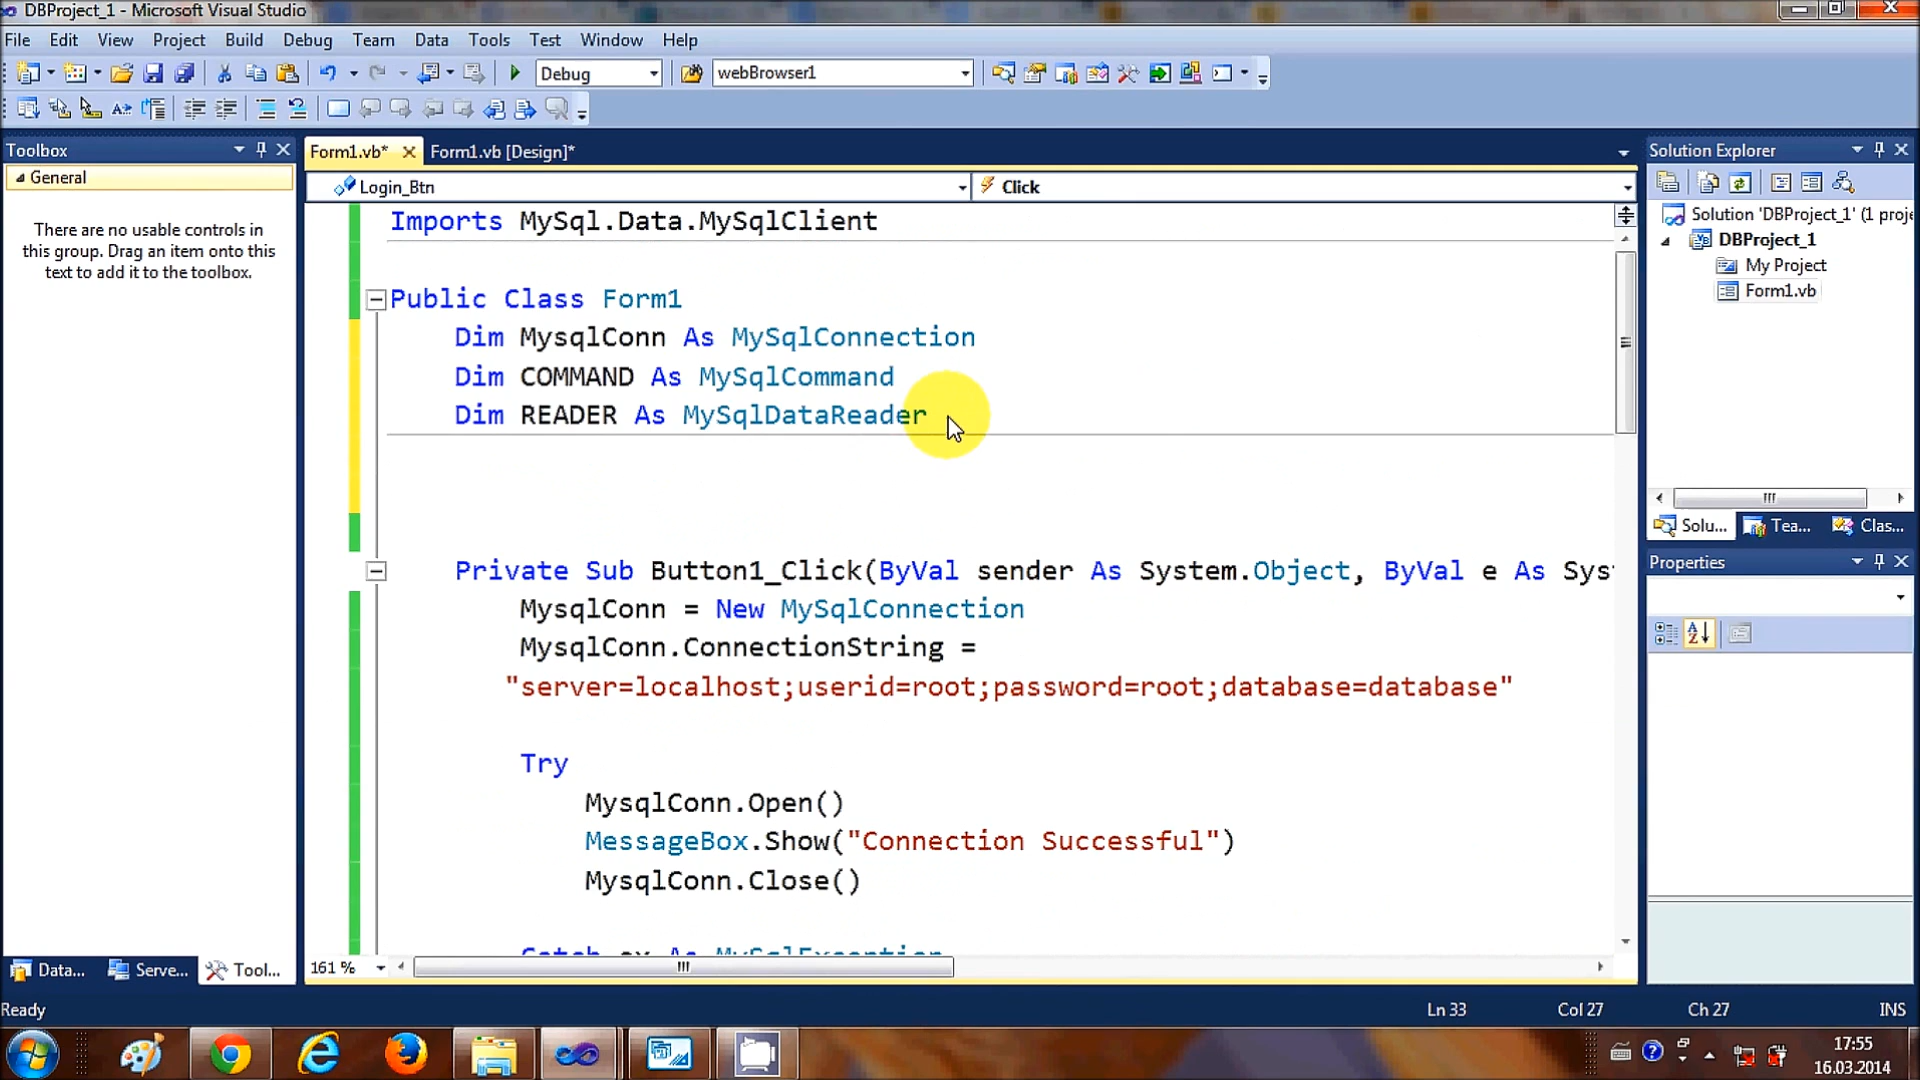 DBProject_1 - Microsoft Visual Studio
File Edit View Project Build Debug Team Data Tools Test Window Help
Debug webBrowser1
Toolbox
General
There are no usable controls in
this group. Drag an item onto this
text to add it to the toolbox.
Form1.vb* Form1.vb [Design]*
Login_Btn Click
Imports MySql.Data.MySqlClient
Public Class Form1
Dim MysqlConn As MySqlConnection
Dim COMMAND As MySqlCommand
Dim READER As MySqlDataReader
Private Sub Button1_Click(ByVal sender As System.Object, ByVal e As Sys
MysqlConn = New MySqlConnection
MysqlConn.ConnectionString =
"server=localhost;userid=root;password=root;database=database"
Try
MysqlConn.Open()
MessageBox.Show("Connection Successful")
MysqlConn.Close()
Catch ex As MySqlException
161 %
Solution Explorer
Solution 'DBProject_1' (1 proje
DBProject_1
My Project
Form1.vb
Solu... Tea... Clas...
Properties
Data... Serve... Tool...
Ready Ln 33 Col 27 Ch 27 INS
17:55
16.03.2014